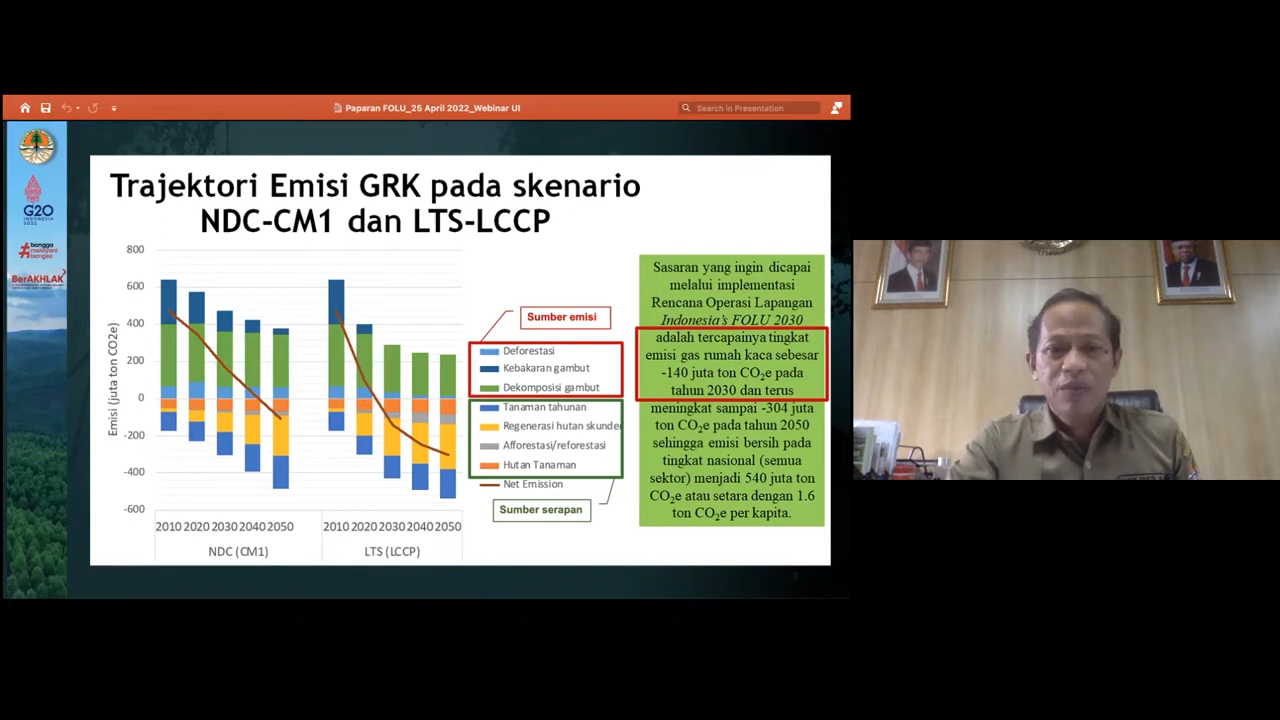 Paparan FOLU_25 April 2022_Webinar UI
Search in Presentation
G20
INDONESIA
2022
#bangga
melayani
bangsa
BerAKHLAK
Trajektori Emisi GRK pada skenario
NDC-CM1 dan LTS-LCCP
Emisi (juta ton CO2e)
800
600
400
200
0
-200
-400
-600
2010 2020 2030 2040 2050
2010 2020 2030 2040 2050
NDC (CM1)
LTS (LCCP)
Sumber emisi
Deforestasi
Kebakaran gambut
Dekomposisi gambut
Tanaman tahunan
Regenerasi hutan skunder
Afforestasi/reforestasi
Hutan Tanaman
Net Emission
Sumber serapan
Sasaran yang ingin dicapai
melalui implementasi
Rencana Operasi Lapangan
Indonesia's FOLU 2030
adalah tercapainya tingkat
emisi gas rumah kaca sebesar
-140 juta ton CO2e pada
tahun 2030 dan terus
meningkat sampai -304 juta
ton CO2e pada tahun 2050
sehingga emisi bersih pada
tingkat nasional (semua
sektor) menjadi 540 juta ton
CO2e atau setara dengan 1.6
ton CO2e per kapita.